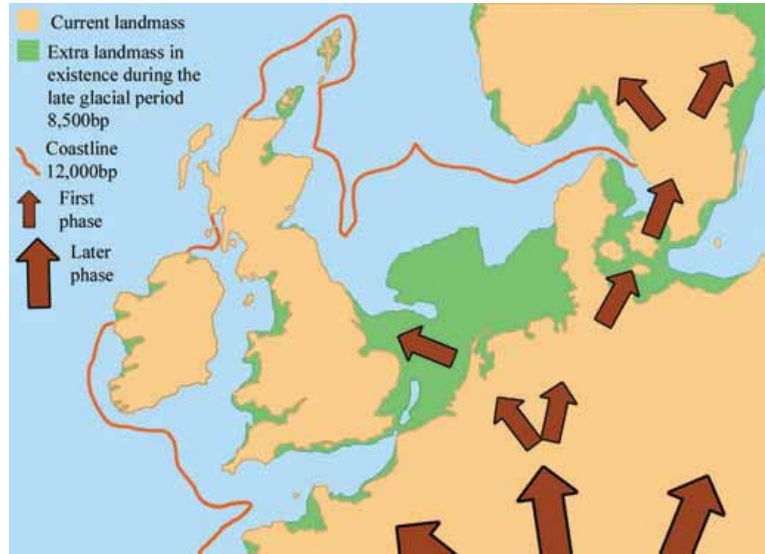 Current landmass
Extra landmass in
existence during the
late glacial period
8,500bp
Coastline
12,000bp
First
phase
Later
phase